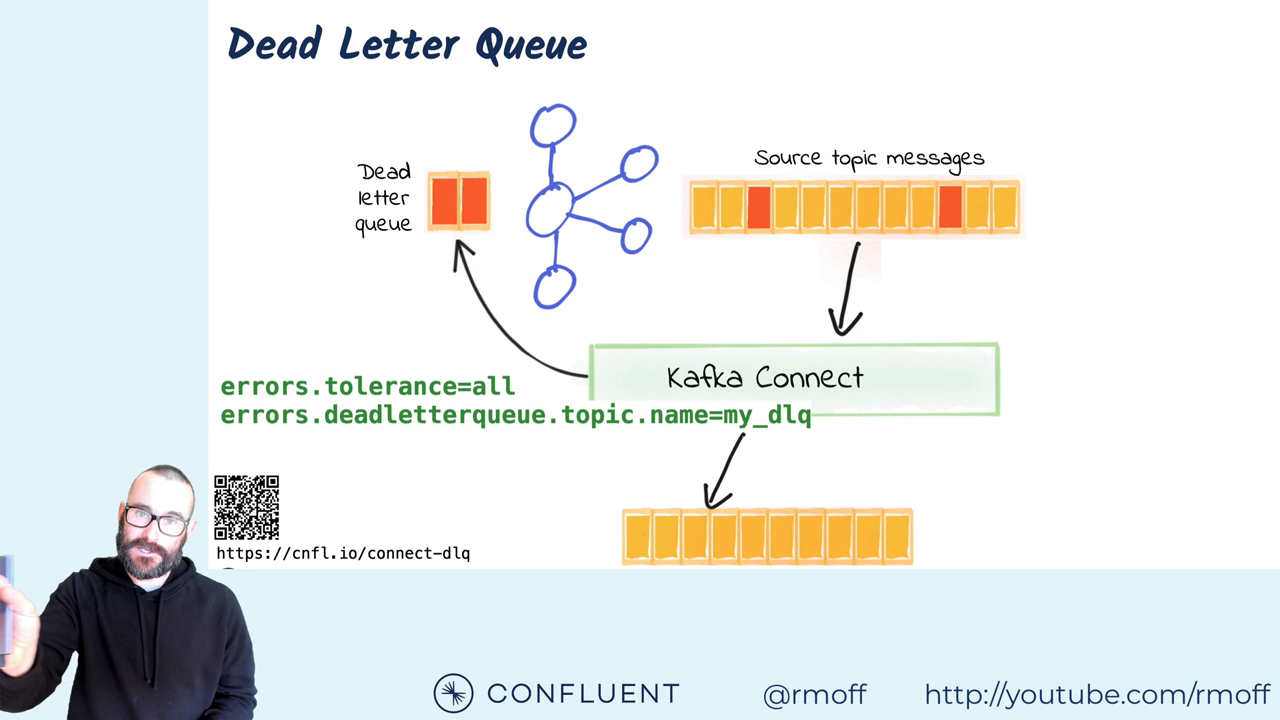 Dead Letter Queue
Dead
letter
queue
Source topic messages
Kafka Connect
errors.tolerance=all
errors.deadletterqueue.topic.name=my_dlq
https://cnfl.io/connect-dlq
CONFLUENT
@rmoff
http://youtube.com/rmoff